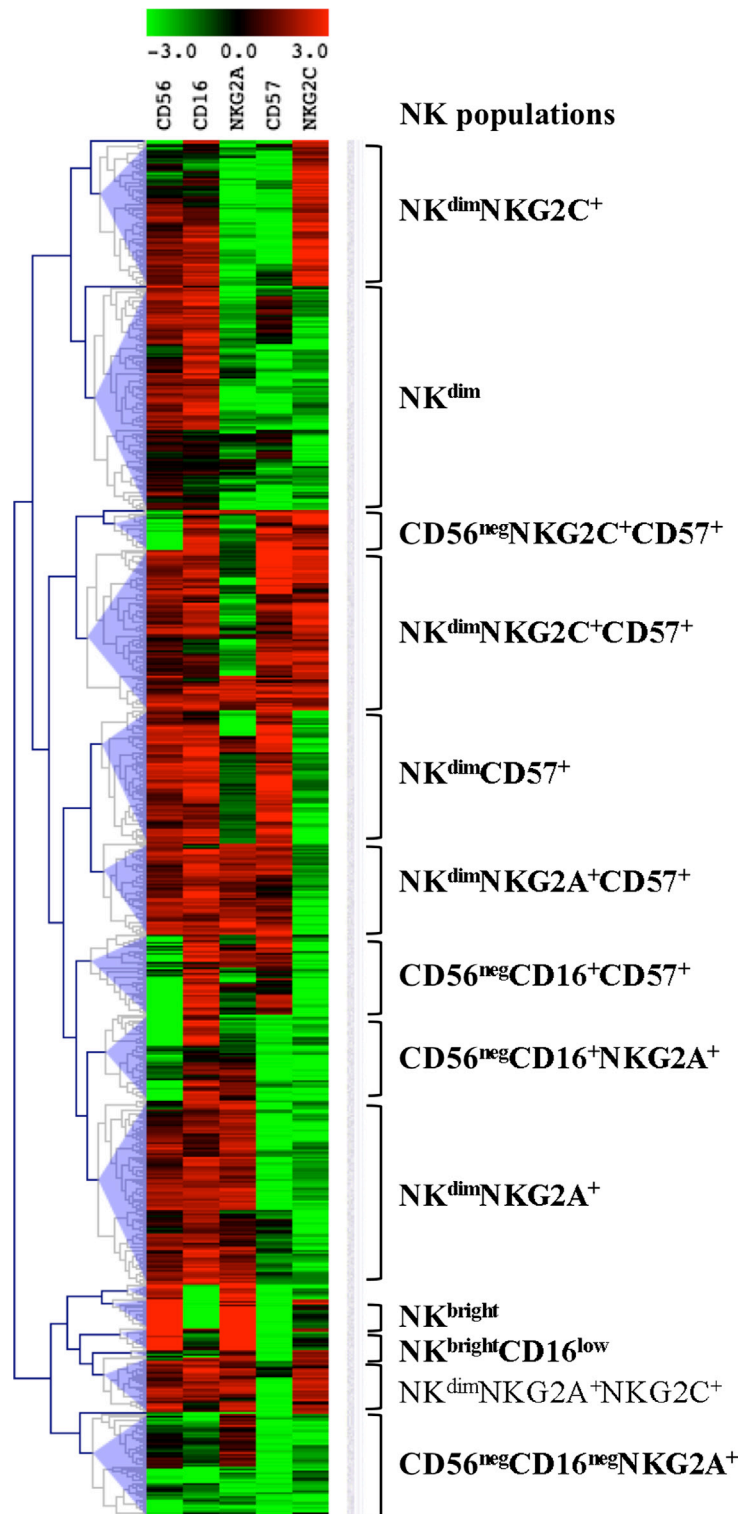 -3.0 0.0 3.0
CD56 CD16 NKG2A CD57 NKG2C
NK populations
NKdimNKG2C+
NKdim
CD56negNKG2C+CD57+
NKdimNKG2C+CD57+
NKdimCD57+
NKdimNKG2A+CD57+
CD56negCD16+CD57+
CD56negCD16+NKG2A+
NKdimNKG2A+
NKbright
NKbrightCD16low
NKdimNKG2A+NKG2C+
CD56negCD16negNKG2A+